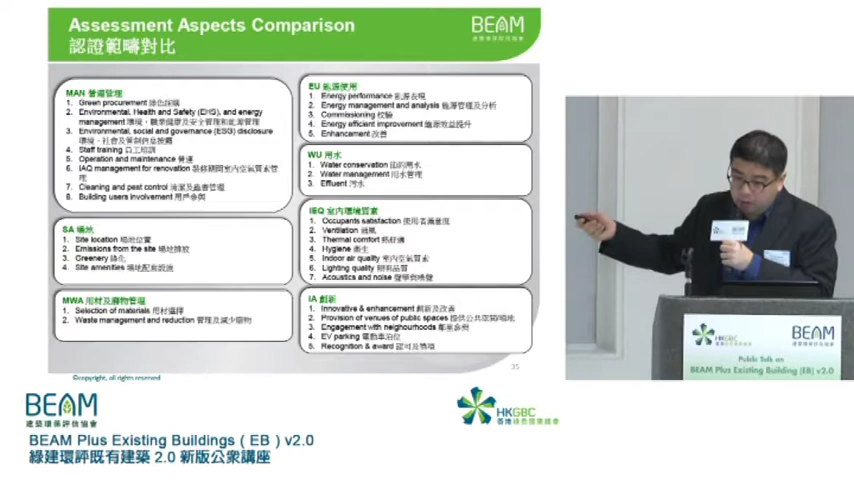 Assessment Aspects Comparison
認證範疇對比
BEAM
建築環保評估協會
MAN 營運管理
1. Green procurement 綠色採購
2. Environmental, Health and Safety (EHS), and energy
management 環境、職業健康及安全管理和能源管理
3. Environmental, social and governance (ESG) disclosure
環境、社會及管制信息披露
4. Staff training 員工培訓
5. Operation and maintenance 營運
6. IAQ management for renovation 裝修期間室內空氣質素管
理
7. Cleaning and pest control 清潔及蟲害管理
8. Building users involvement 用戶參與
SA 場地
1. Site location 場地位置
2. Emissions from the site 場地排放
3. Greenery 綠化
4. Site amenities 場地配套設施
MWA 用材及廢物管理
1. Selection of materials 用材選擇
2. Waste management and reduction 管理及減少廢物
EU 能源使用
1. Energy performance 能源表現
2. Energy management and analysis 能源管理及分析
3. Commissioning 校驗
4. Energy efficient improvement 能源效益提升
5. Enhancement 改善
WU 用水
1. Water conservation 節約用水
2. Water management 用水管理
3. Effluent 污水
IEQ 室內環境質素
1. Occupants satisfaction 使用者滿意度
2. Ventilation 通風
3. Thermal comfort 熱舒適
4. Hygiene 衛生
5. Indoor air quality 室內空氣質素
6. Lighting quality 照明品質
7. Acoustics and noise 聲學與噪聲
IA 創新
1. Innovative & enhancement 創新及改善
2. Provision of venues of public spaces 提供公共空間/場地
3. Engagement with neighourhoods 鄰里參與
4. EV parking 電動車泊位
5. Recognition & award 認可及獎項
35
©copyright, all rights reserved
BEAM
HKGBC
BEAM
Public Talk on
BEAM Plus Existing Building (EB) v2.0
BEAM
建築環保評估協會
HKGBC
香港綠色建築議會
BEAM Plus Existing Buildings ( EB ) v2.0
綠建環評既有建築 2.0 新版公眾講座